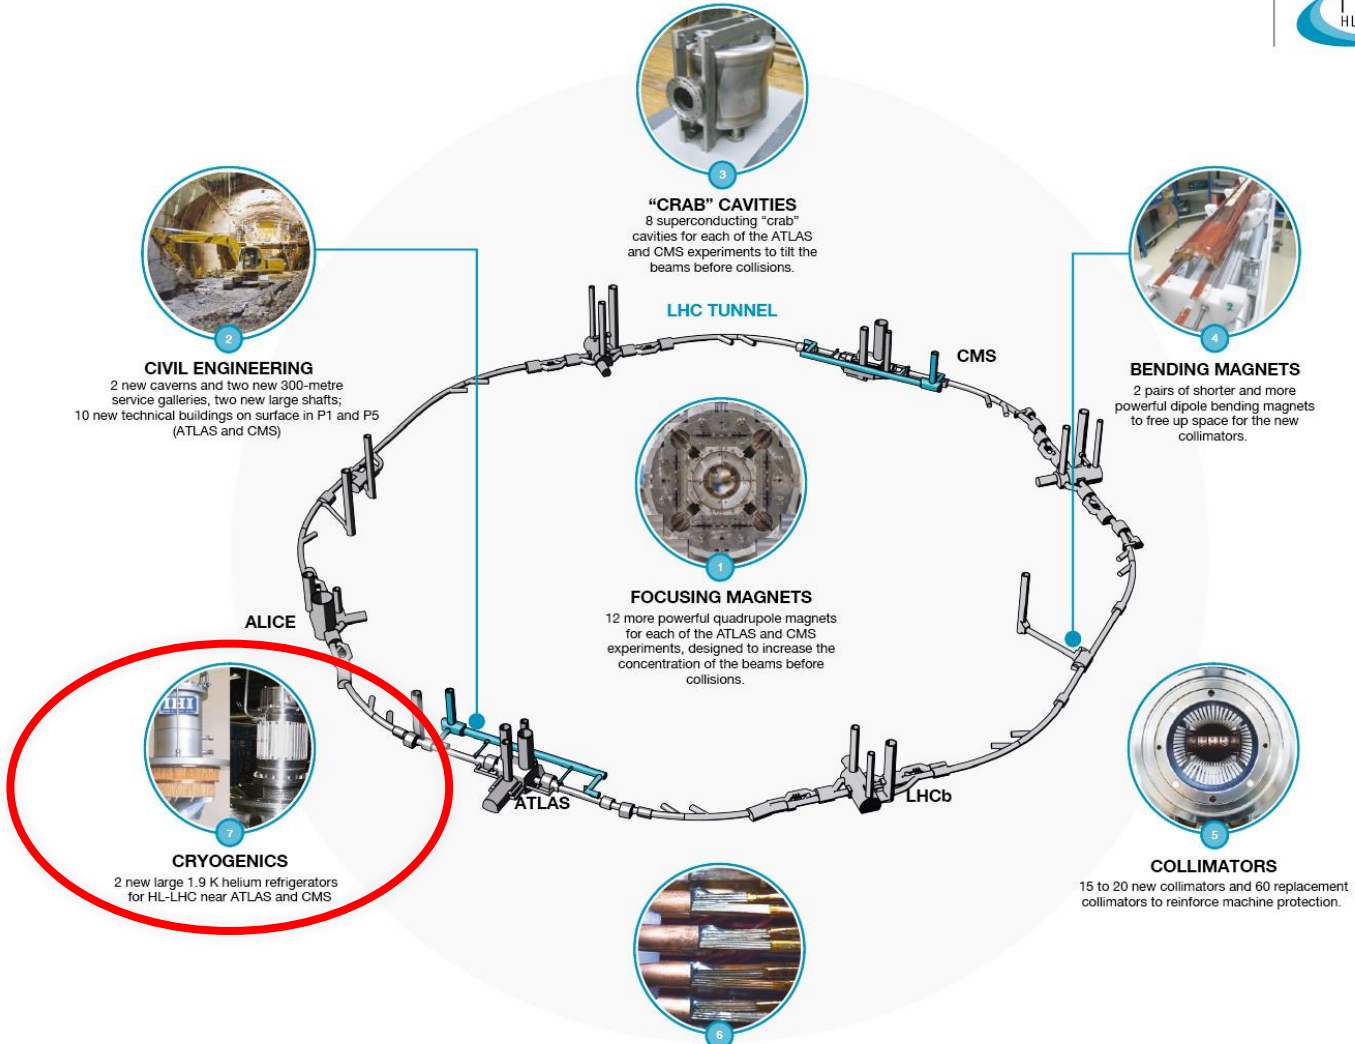 HL
3
“CRAB” CAVITIES
8 superconducting “crab”
cavities for each of the ATLAS
and CMS experiments to tilt the
beams before collisions.
2
CIVIL ENGINEERING
2 new caverns and two new 300-metre
service galleries, two new large shafts;
10 new technical buildings on surface in P1 and P5
(ATLAS and CMS)
LHC TUNNEL
CMS
4
BENDING MAGNETS
2 pairs of shorter and more
powerful dipole bending magnets
to free up space for the new
collimators.
1
FOCUSING MAGNETS
12 more powerful quadrupole magnets
for each of the ATLAS and CMS
experiments, designed to increase the
concentration of the beams before
collisions.
ALICE
ATLAS
LHCb
IHI
7
CRYOGENICS
2 new large 1.9 K helium refrigerators
for HL-LHC near ATLAS and CMS
5
COLLIMATORS
15 to 20 new collimators and 60 replacement
collimators to reinforce machine protection.
6